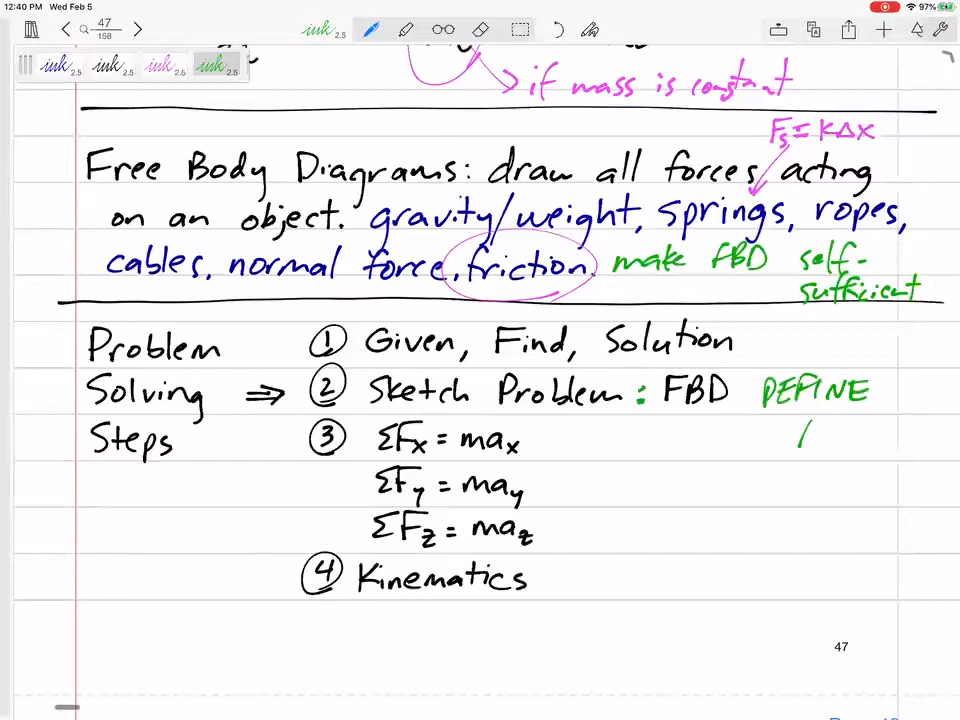 12:40 PM Wed Feb 5
97%
47
158
ink 2.5
ink 2.5 ink 2.5 ink 2.5 ink 2.5
if mass is constant
Fs = KΔx
Free Body Diagrams: draw all forces acting
on an object. gravity/weight, springs, ropes,
cables, normal force, friction. make FBD self-
sufficient
Problem ① Given, Find, Solution
Solving ⇒ ② Sketch Problem: FBD DEFINE
Steps ③ ΣFx = max
ΣFy = may
ΣFz = maz
④ Kinematics
47